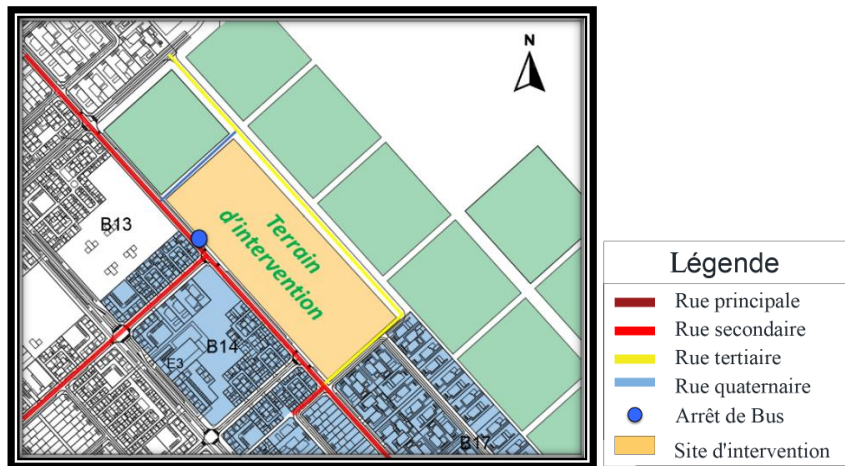 N
Terrain
d'intervention
B13
B14
E3
B17
Légende
Rue principale
Rue secondaire
Rue tertiaire
Rue quaternaire
Arrêt de Bus
Site d'intervention